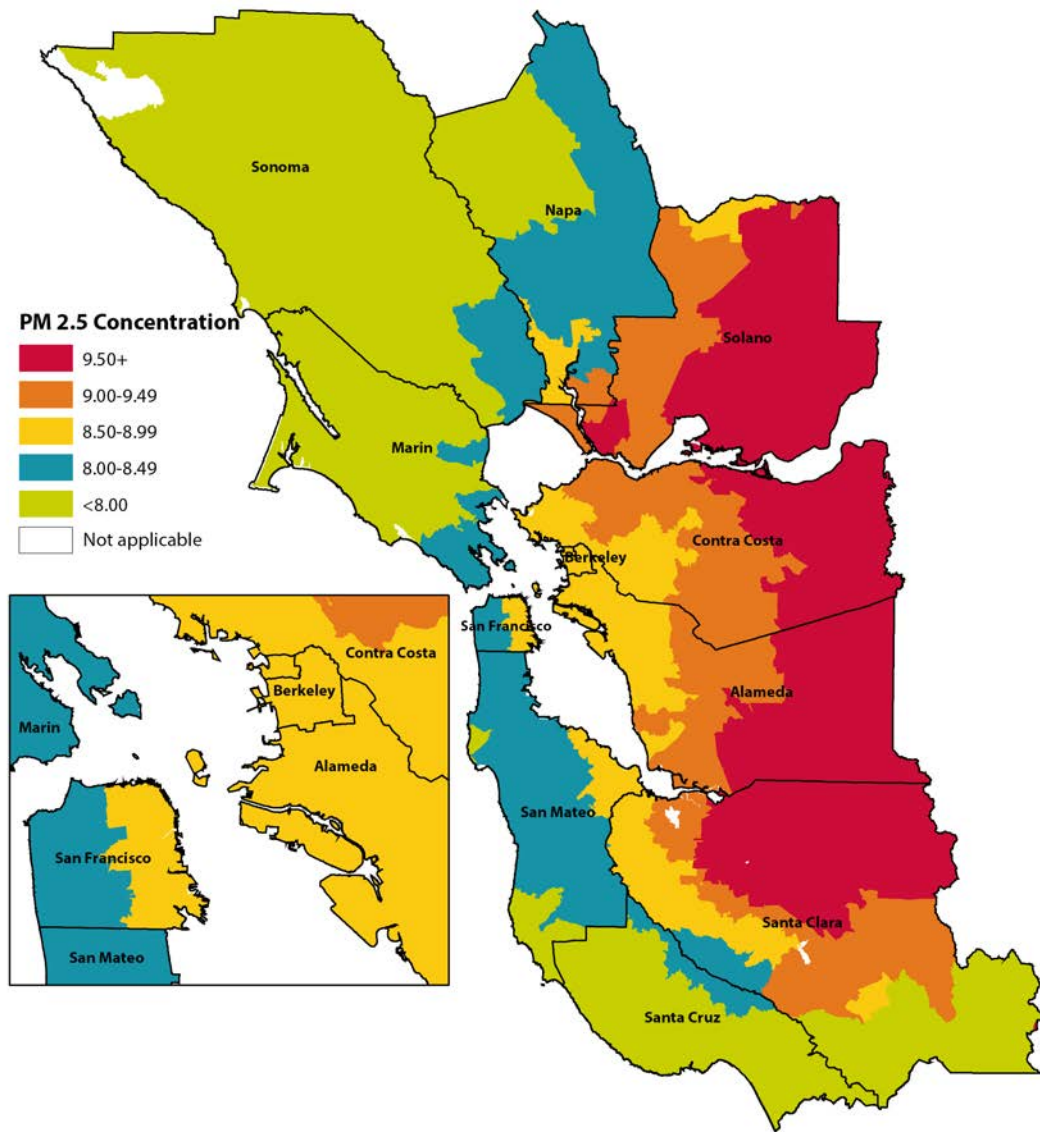 Sonoma
Napa
PM 2.5 Concentration
9.50+
9.00-9.49
8.50-8.99
8.00-8.49
<8.00
Not applicable
Solano
Marin
Contra Costa
Berkeley
San Francisco
Alameda
San Mateo
Santa Clara
Santa Cruz
Contra Costa
Berkeley
Marin
Alameda
San Francisco
San Mateo